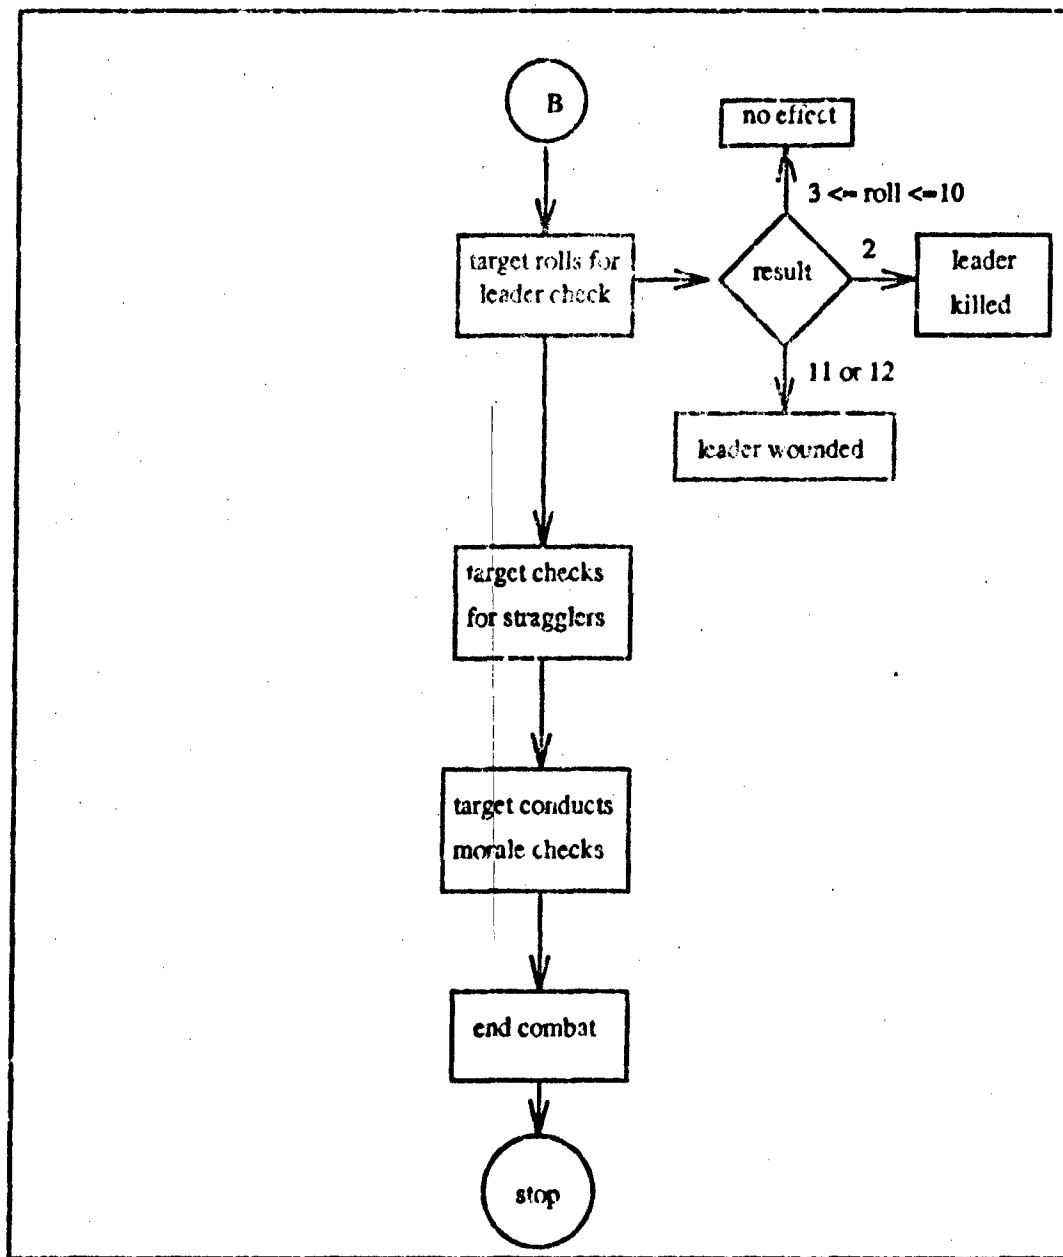 B
no effect
3 <= roll <=10
target rolls for
leader check
result
2
leader
killed
11 or 12
leader wounded
target checks
for stragglers
target conducts
morale checks
end combat
stop